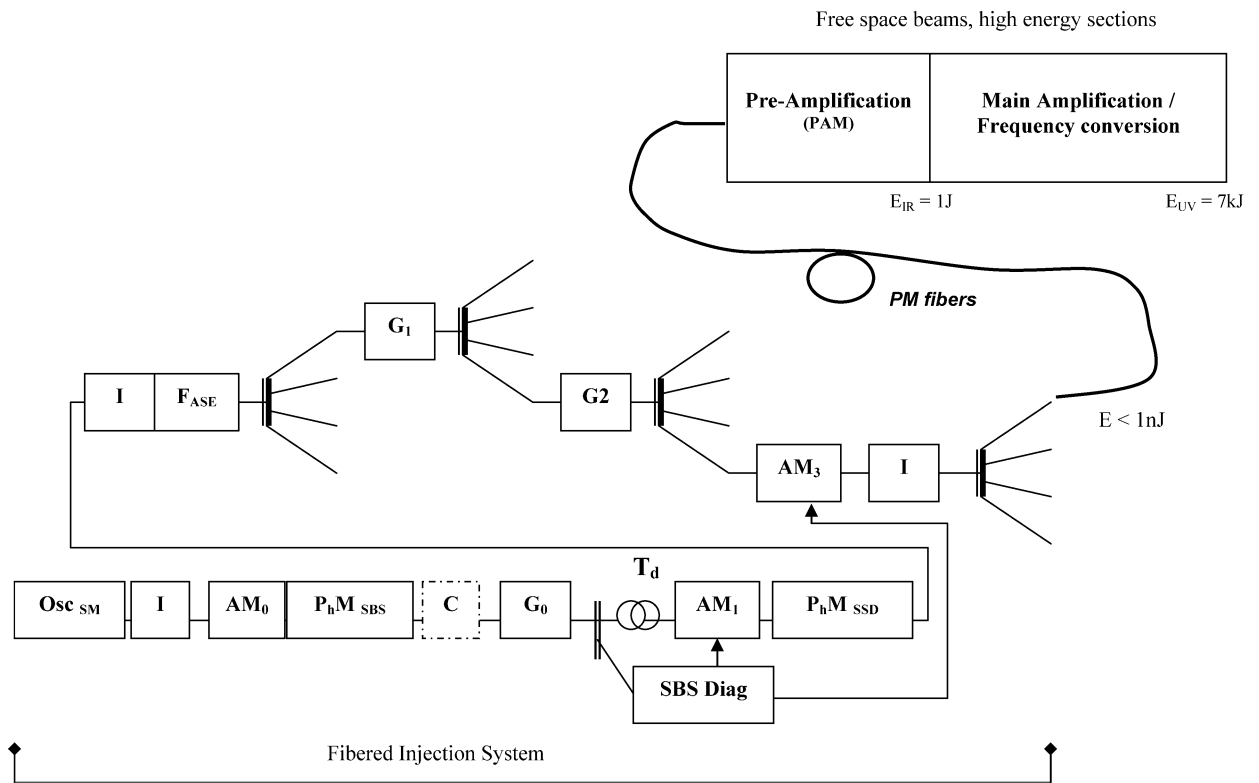 Free space beams, high energy sections
Pre-Amplification
(PAM)
Main Amplification /
Frequency conversion
E_IR = 1J
E_UV = 7kJ
PM fibers
G₁
I
F_ASE
G2
E < 1nJ
AM₃
I
T_d
Osc SM
I
AM₀
PₕM SBS
C
G₀
AM₁
PₕM SSD
SBS Diag
Fibered Injection System